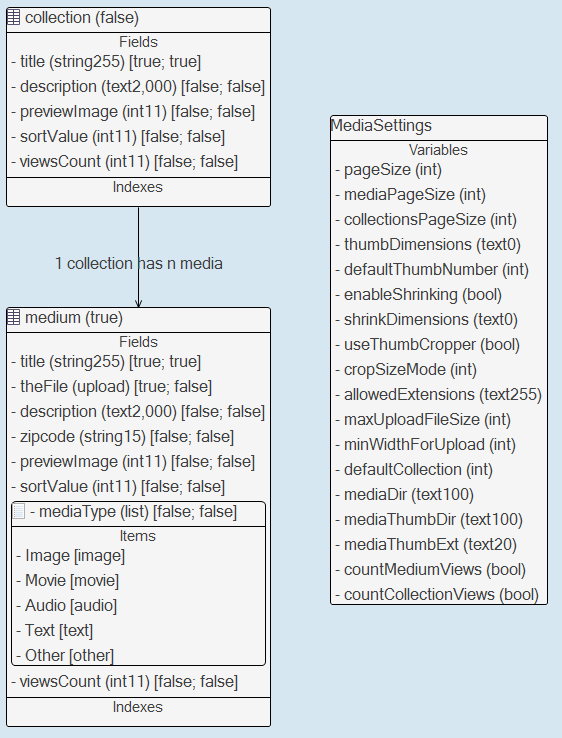 collection (false)
Fields
- title (string255) [true; true]
- description (text2,000) [false; false]
- previewImage (int11) [false; false]
- sortValue (int11) [false; false]
- viewsCount (int11) [false; false]
Indexes
1 collection has n media
medium (true)
Fields
- title (string255) [true; true]
- theFile (upload) [true; false]
- description (text2,000) [false; false]
- zipcode (string15) [false; false]
- previewImage (int11) [false; false]
- sortValue (int11) [false; false]
- mediaType (list) [false; false]
Items
- Image [image]
- Movie [movie]
- Audio [audio]
- Text [text]
- Other [other]
- viewsCount (int11) [false; false]
Indexes
MediaSettings
Variables
- pageSize (int)
- mediaPageSize (int)
- collectionsPageSize (int)
- thumbDimensions (text0)
- defaultThumbNumber (int)
- enableShrinking (bool)
- shrinkDimensions (text0)
- useThumbCropper (bool)
- cropSizeMode (int)
- allowedExtensions (text255)
- maxUploadFileSize (int)
- minWidthForUpload (int)
- defaultCollection (int)
- mediaDir (text100)
- mediaThumbDir (text100)
- mediaThumbExt (text20)
- countMediumViews (bool)
- countCollectionViews (bool)